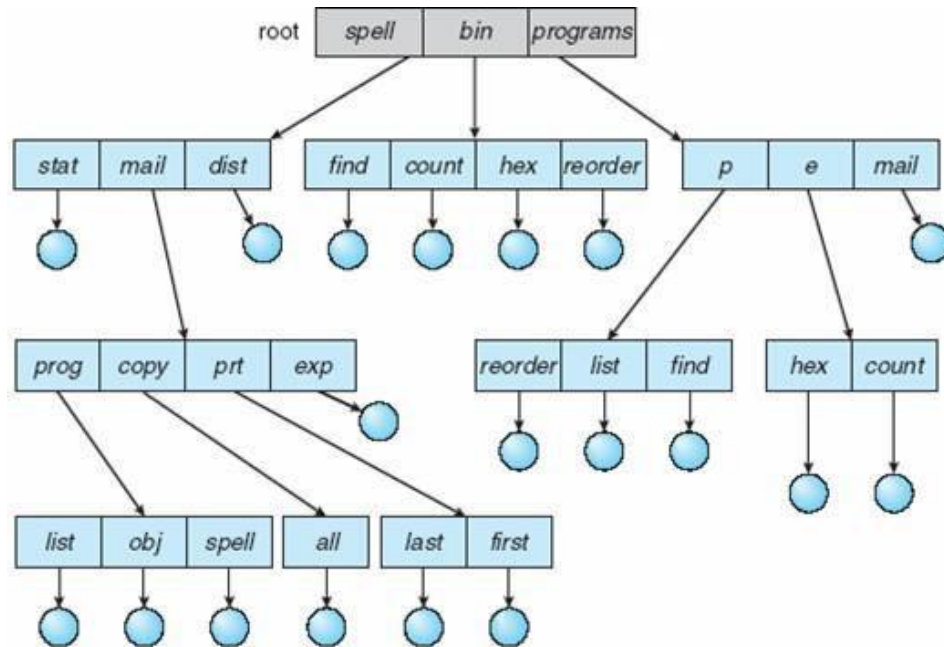 root spell bin programs
stat mail dist find count hex reorder p e mail
prog copy prt exp reorder list find hex count
list obj spell all last first